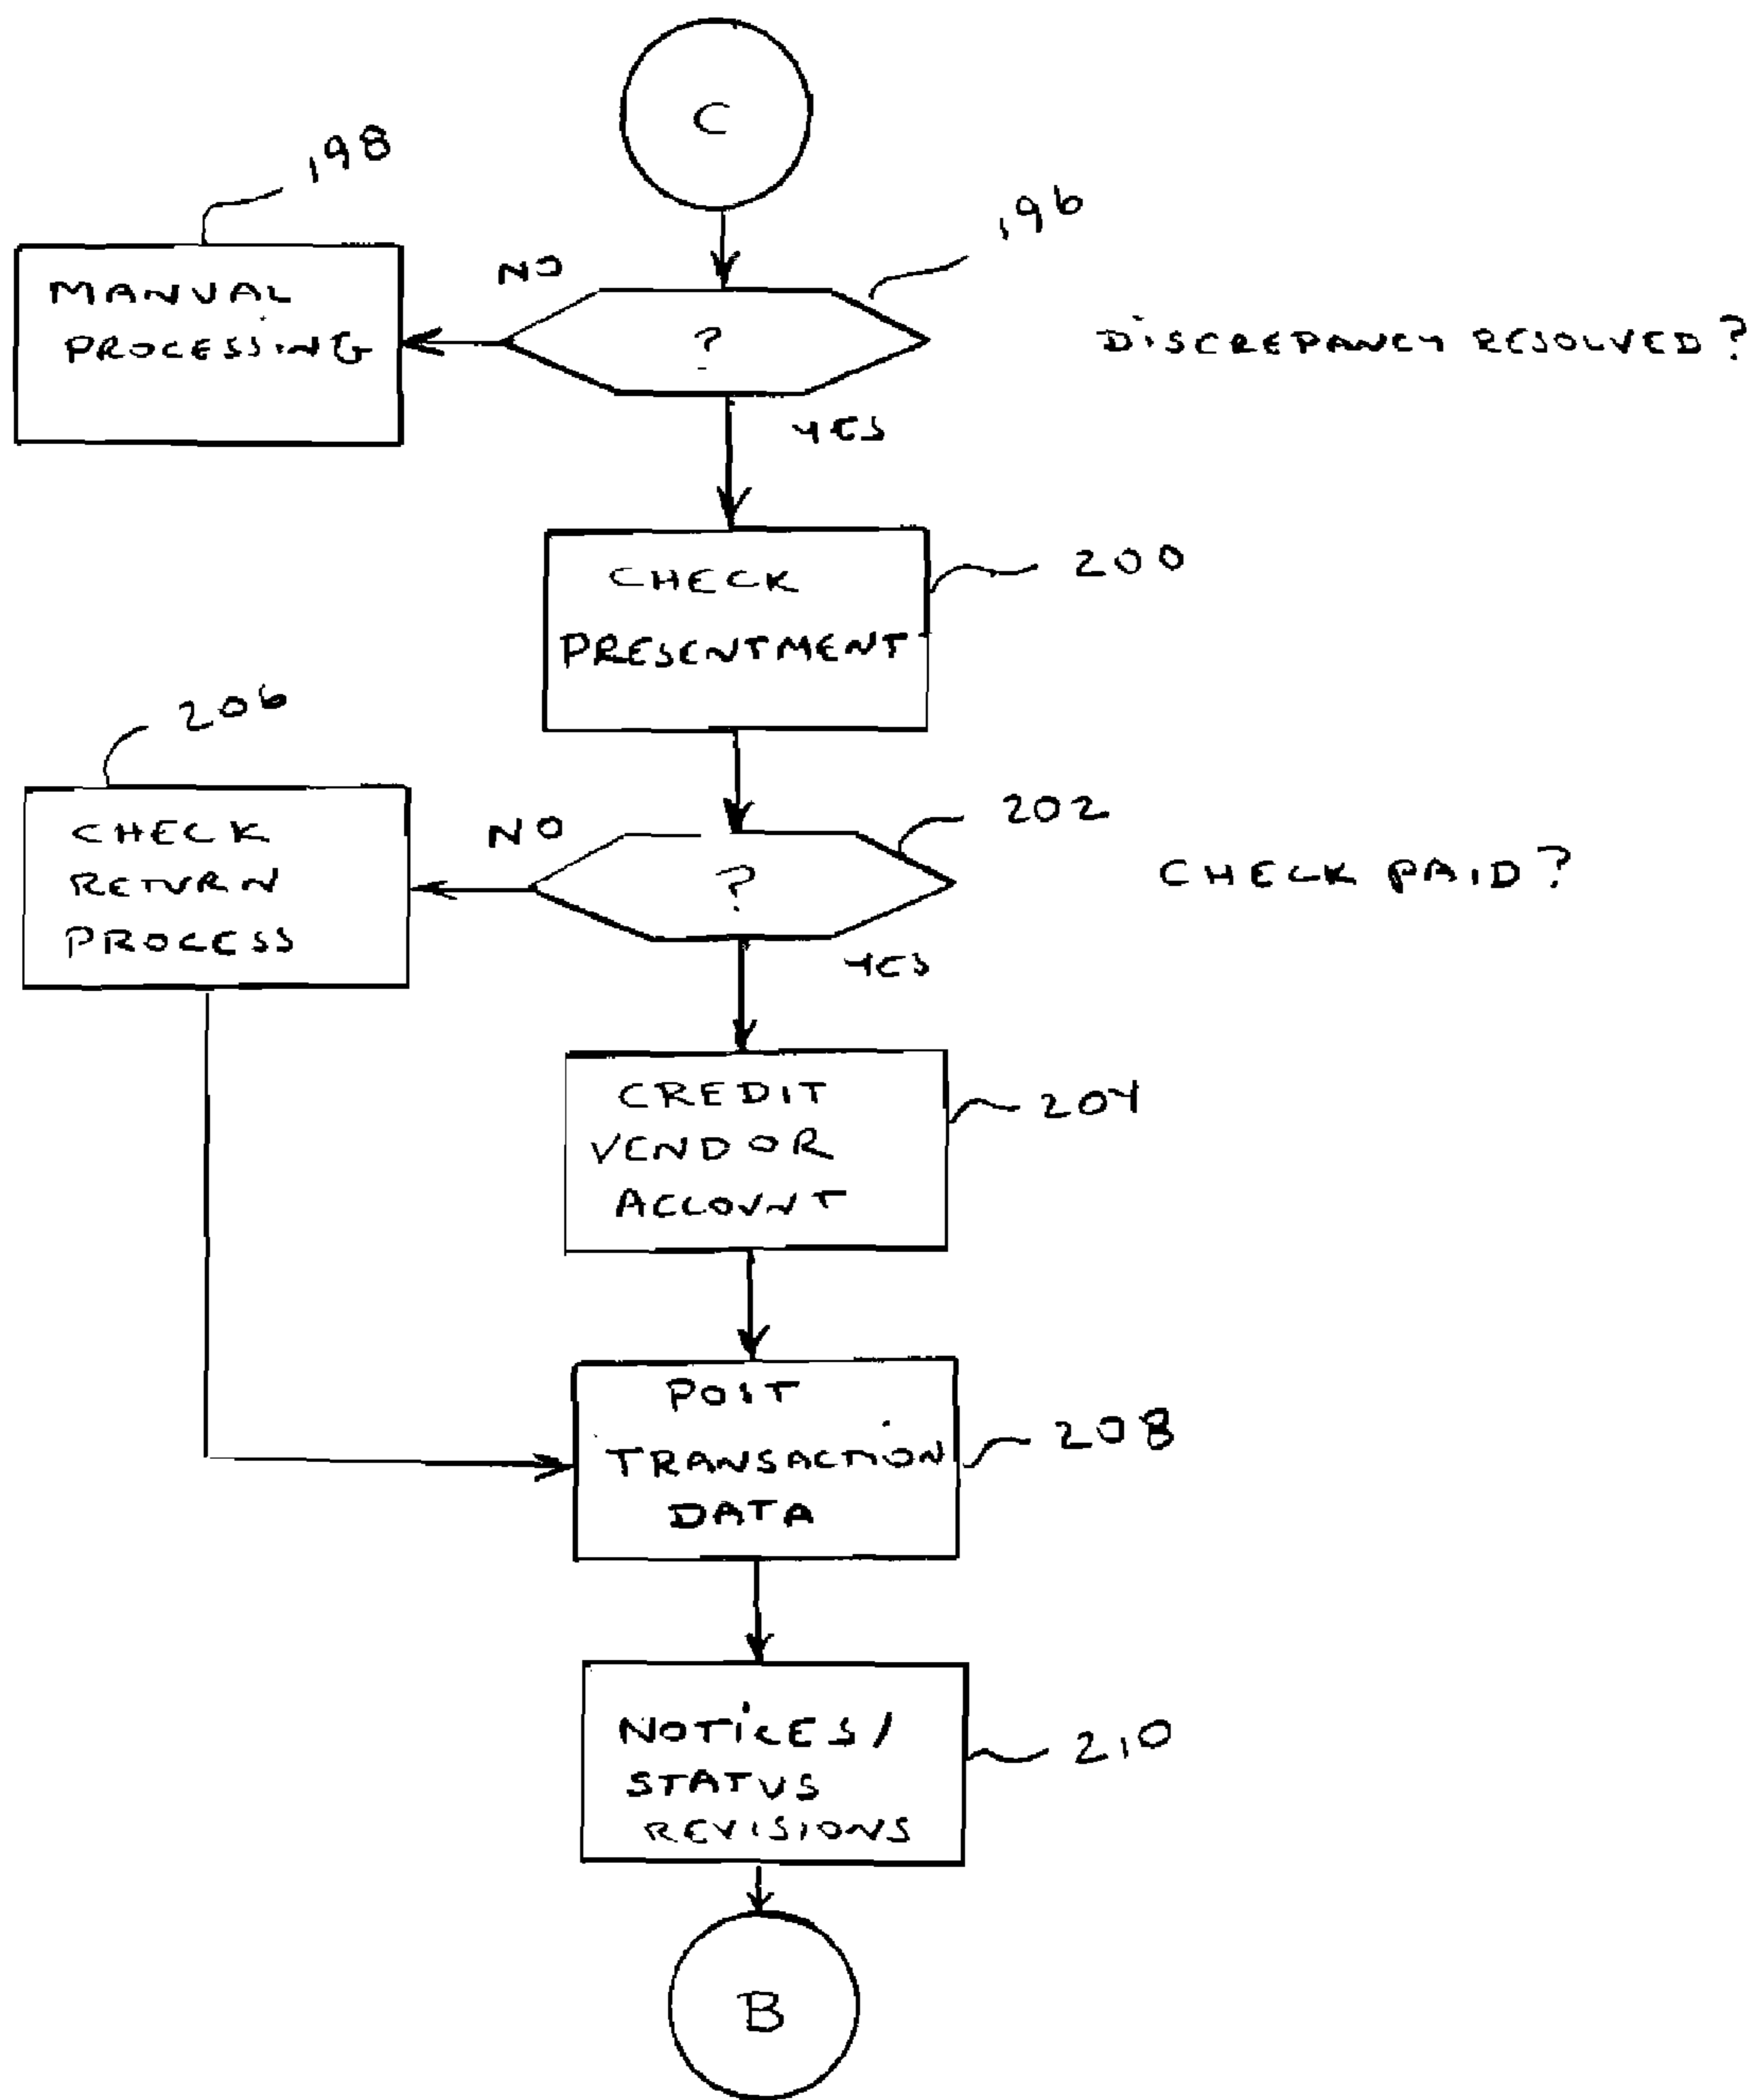 C
198
196
NO
MANUAL
PROCESSING
?
DISCREPANCY RESOLVED?
YES
CHECK
PRESENTMENT
200
206
202
NO
CHECK
RETURN
PROCESS
?
CHECK PAID?
YES
CREDIT
VENDOR
ACCOUNT
204
POST
TRANSACTION
DATA
208
NOTICES/
STATUS
REVISIONS
210
B